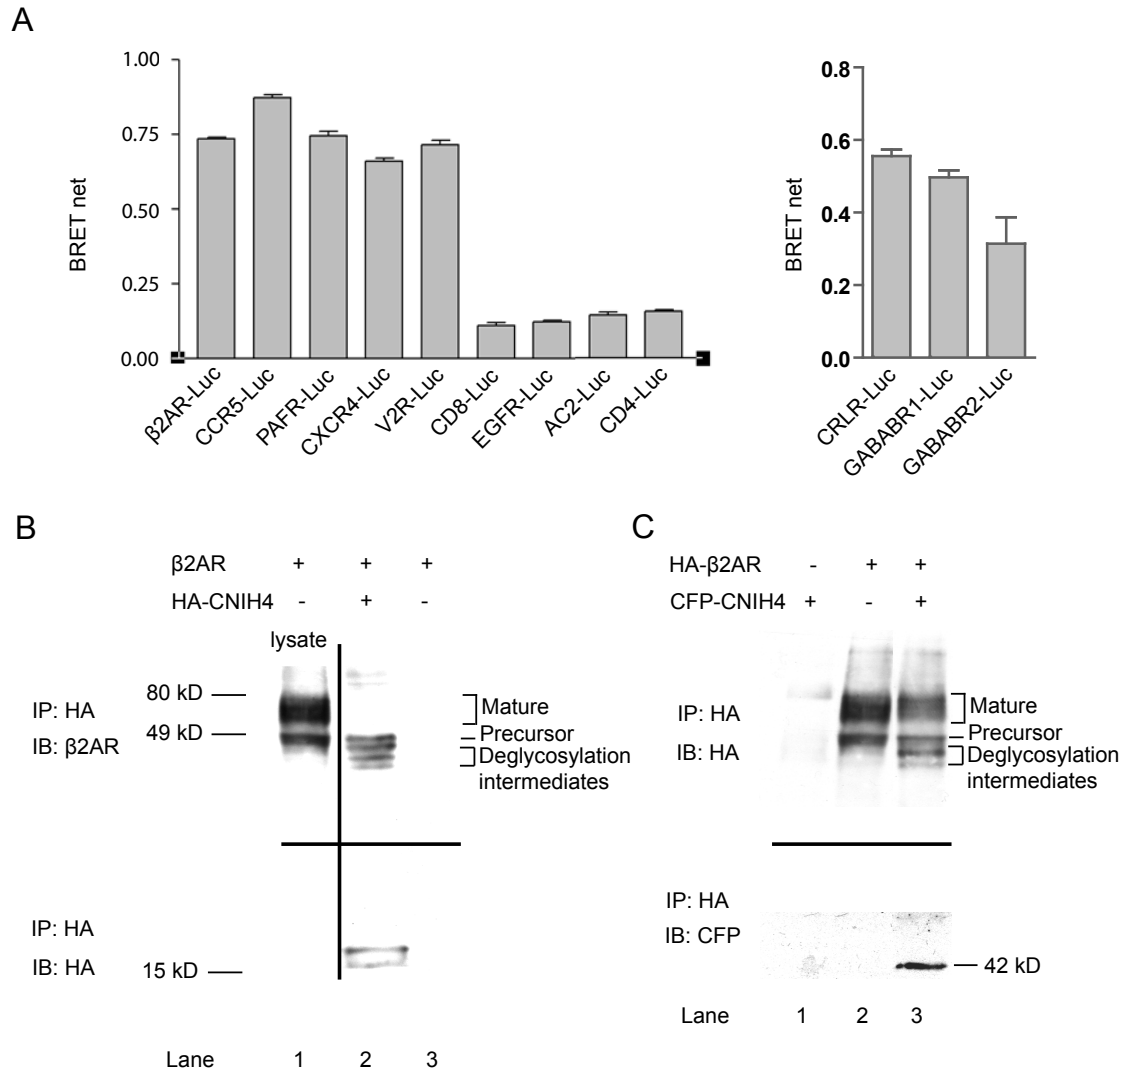 A
1.00
0.75
0.50
0.25
0.00
BRET net
β2AR-Luc
CCR5-Luc
PAFR-Luc
CXCR4-Luc
V2R-Luc
CD8-Luc
EGFR-Luc
AC2-Luc
CD4-Luc
0.8
0.6
0.4
0.2
0.0
BRET net
CRLR-Luc
GABABR1-Luc
GABABR2-Luc
B
β2AR + + +
HA-CNIH4 - + -
lysate
80 kD
IP: HA
49 kD
IB: β2AR
Mature
Precursor
Deglycosylation
intermediates
IP: HA
IB: HA
15 kD
Lane 1 2 3
C
HA-β2AR - + +
CFP-CNIH4 + - +
IP: HA
IB: HA
Mature
Precursor
Deglycosylation
intermediates
IP: HA
IB: CFP
42 kD
Lane 1 2 3